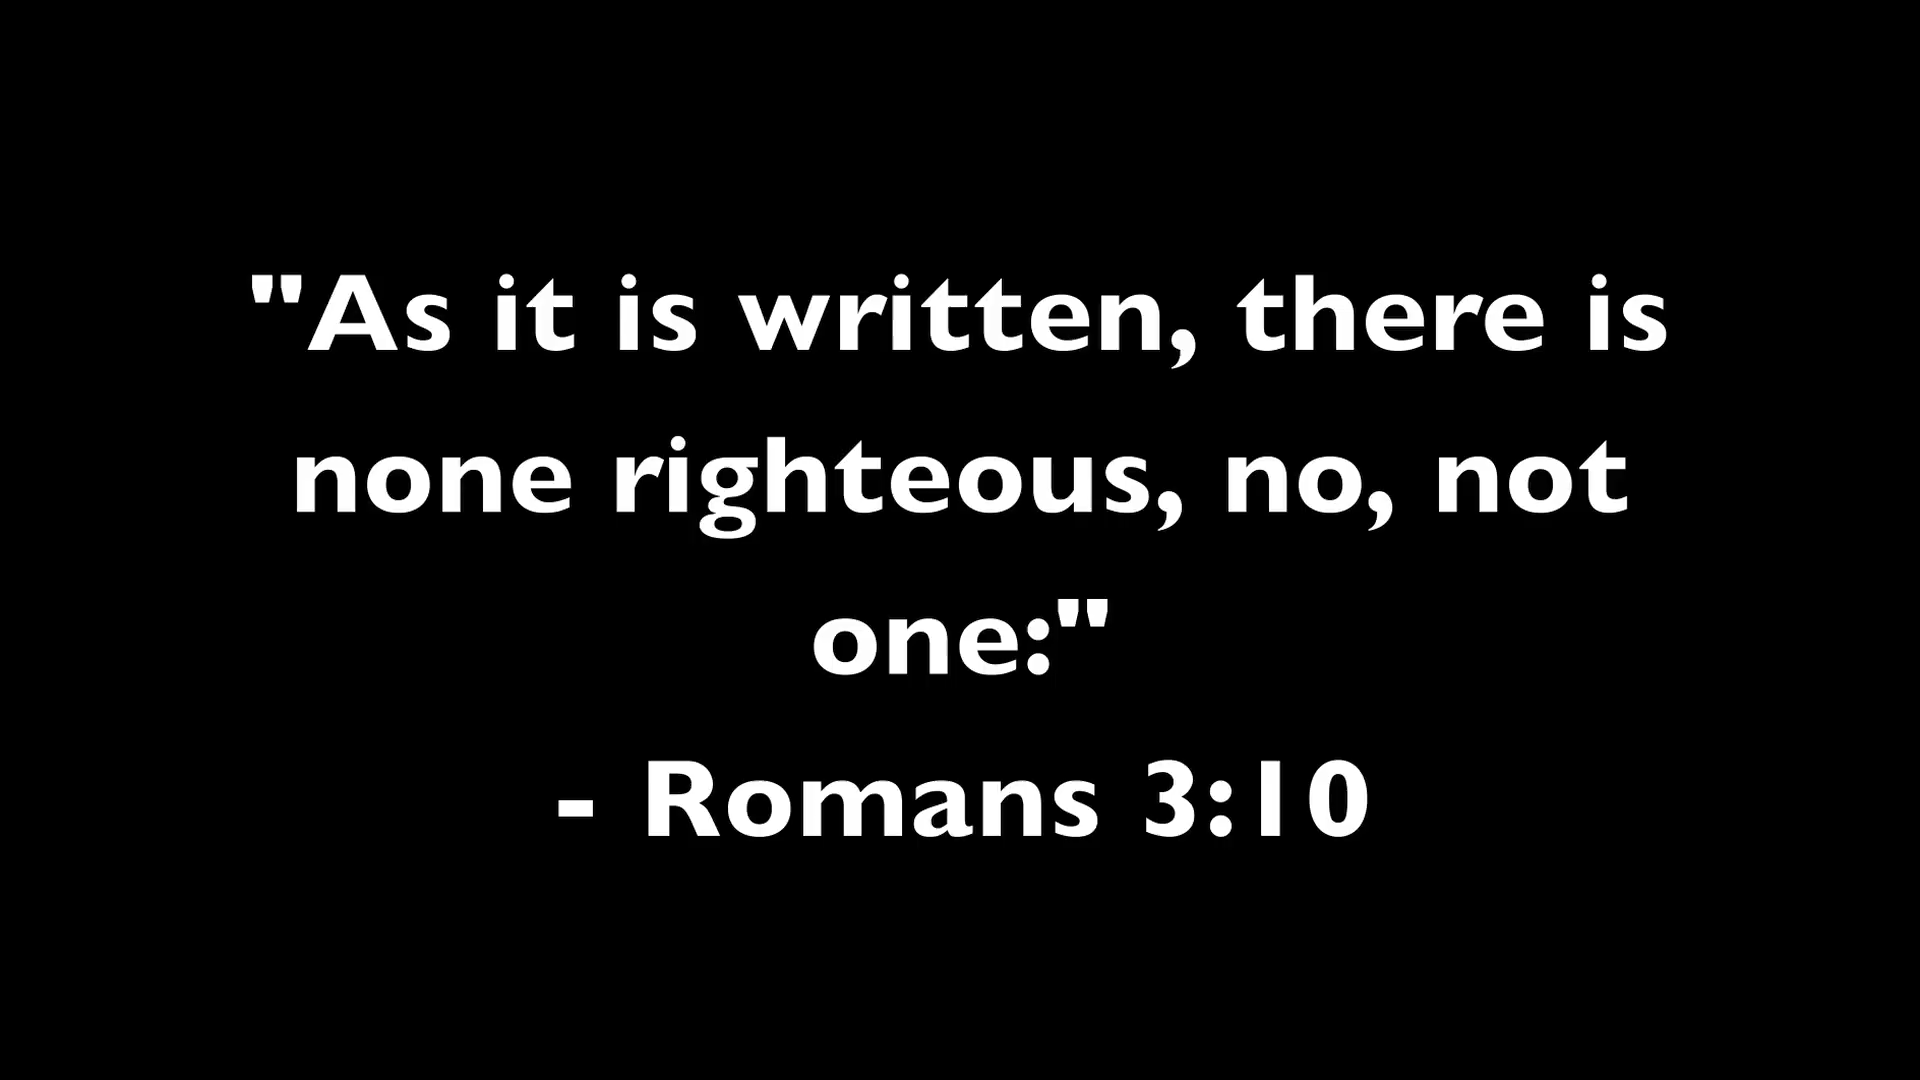 "As it is written, there is
none righteous, no, not
one:"
- Romans 3:10